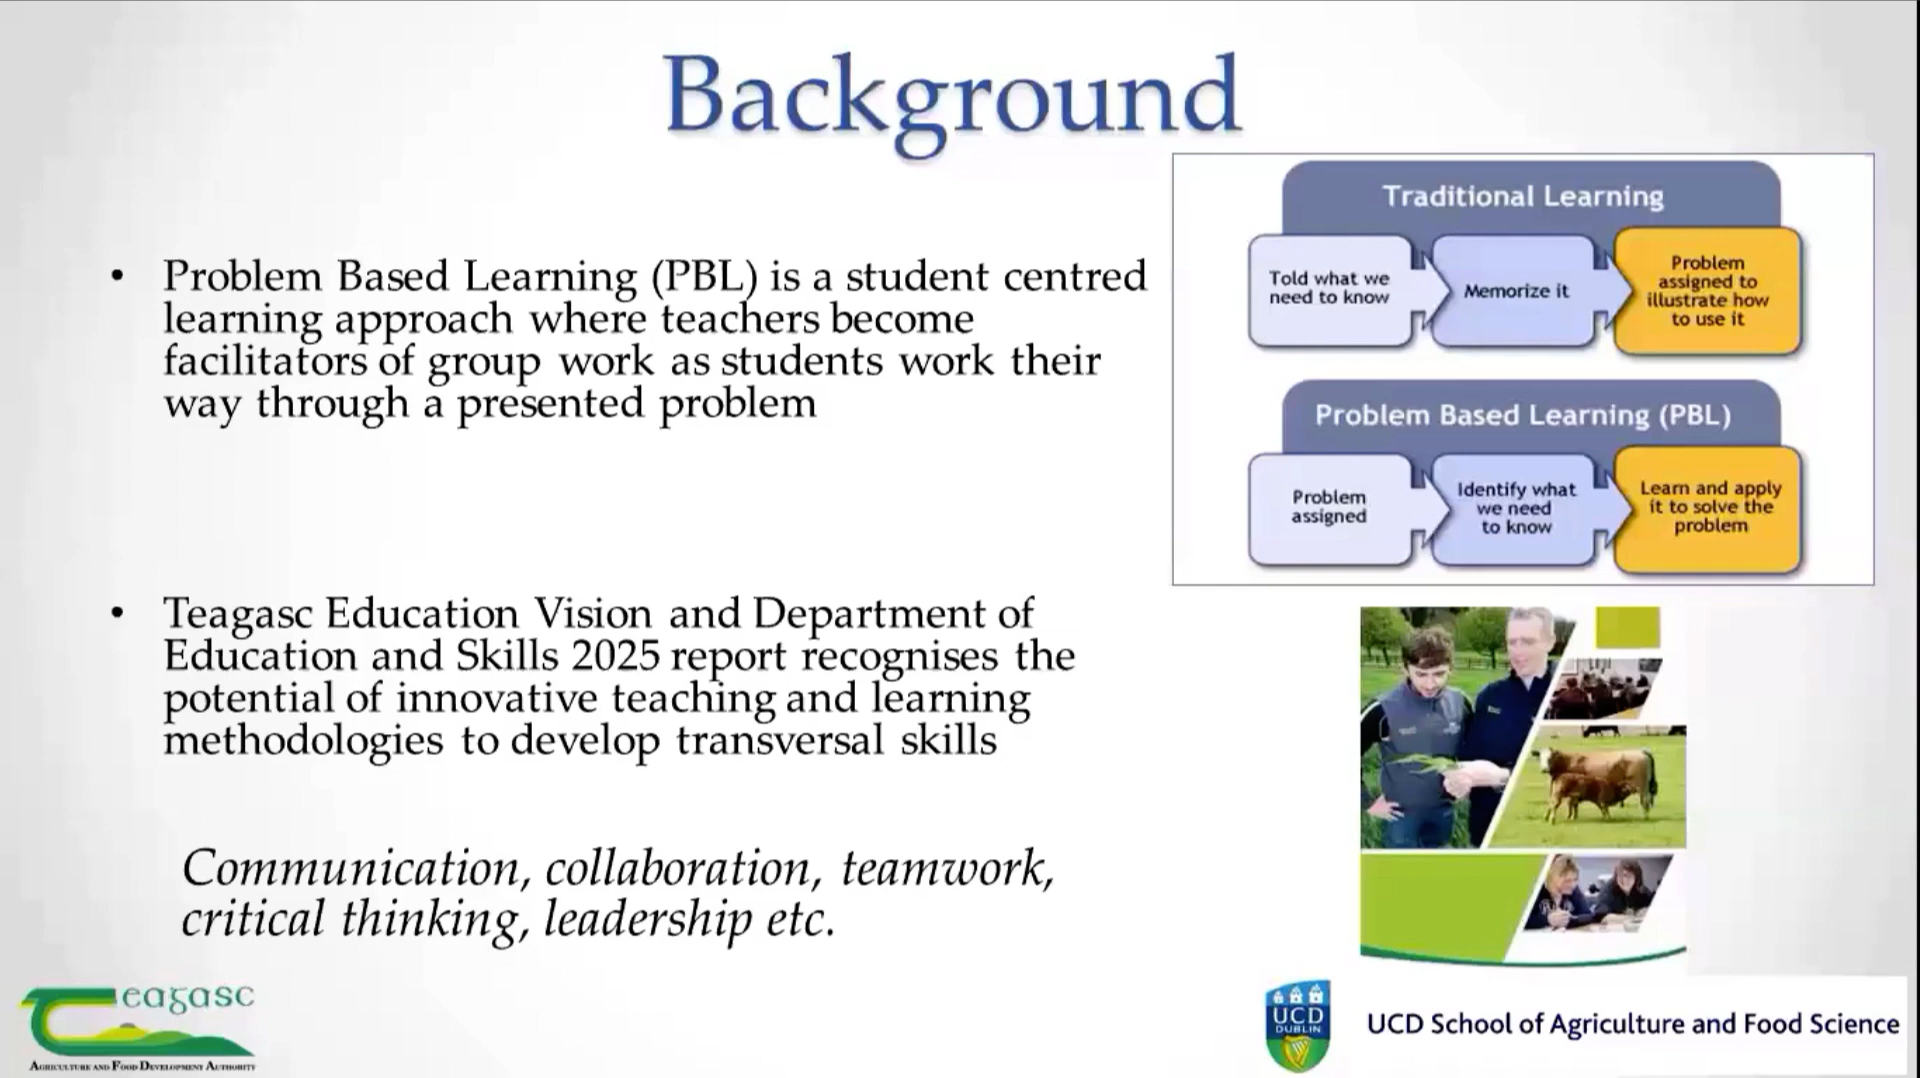 Background
• Problem Based Learning (PBL) is a student centred
learning approach where teachers become
facilitators of group work as students work their
way through a presented problem
• Teagasc Education Vision and Department of
Education and Skills 2025 report recognises the
potential of innovative teaching and learning
methodologies to develop transversal skills
Communication, collaboration, teamwork,
critical thinking, leadership etc.
Traditional Learning
Told what we
need to know
Memorize it
Problem
assigned to
illustrate how
to use it
Problem Based Learning (PBL)
Problem
assigned
Identify what
we need
to know
Learn and apply
it to solve the
problem
Teagasc
AGRICULTURE AND FOOD DEVELOPMENT AUTHORITY
UCD
DUBLIN
UCD School of Agriculture and Food Science